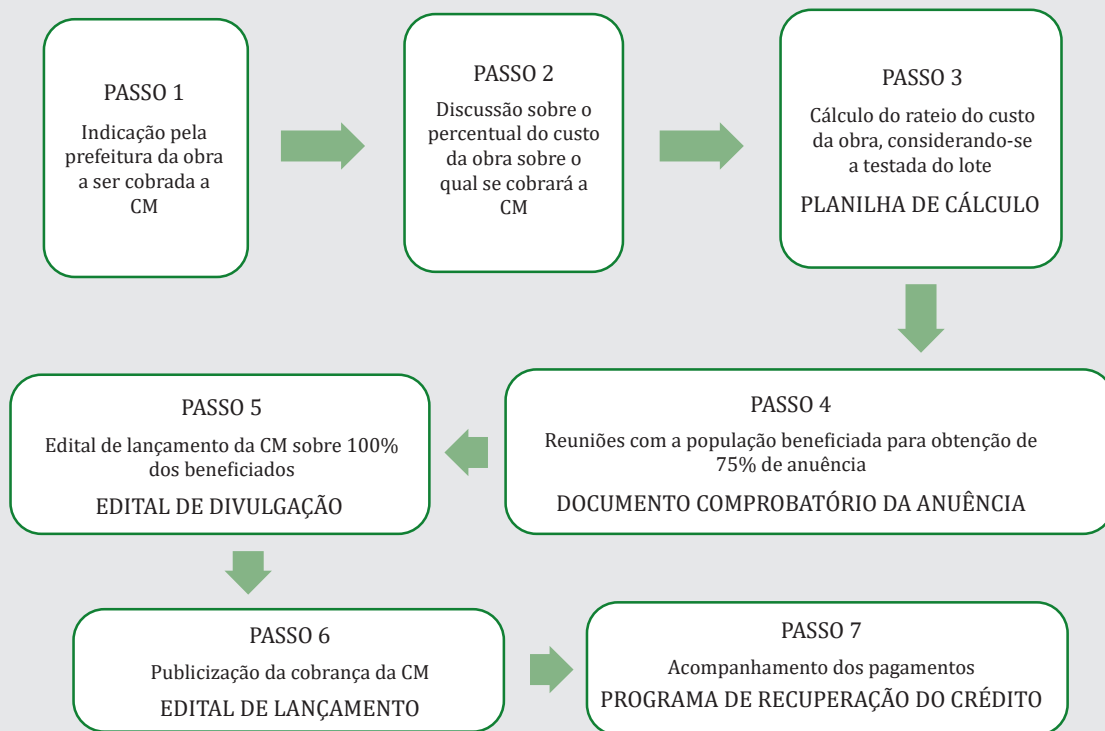 PASSO 1
Indicação pela
prefeitura da obra
a ser cobrada a
CM
PASSO 2
Discussão sobre o
percentual do custo
da obra sobre o
qual se cobrará a
CM
PASSO 3
Cálculo do rateio do custo
da obra, considerando-se
a testada do lote
PLANILHA DE CÁLCULO
PASSO 4
Reuniões com a população beneficiada para obtenção de
75% de anuência
DOCUMENTO COMPROBATÓRIO DA ANUÊNCIA
PASSO 5
Edital de lançamento da CM sobre 100%
dos beneficiados
EDITAL DE DIVULGAÇÃO
PASSO 6
Publicização da cobrança da CM
EDITAL DE LANÇAMENTO
PASSO 7
Acompanhamento dos pagamentos
PROGRAMA DE RECUPERAÇÃO DO CRÉDITO